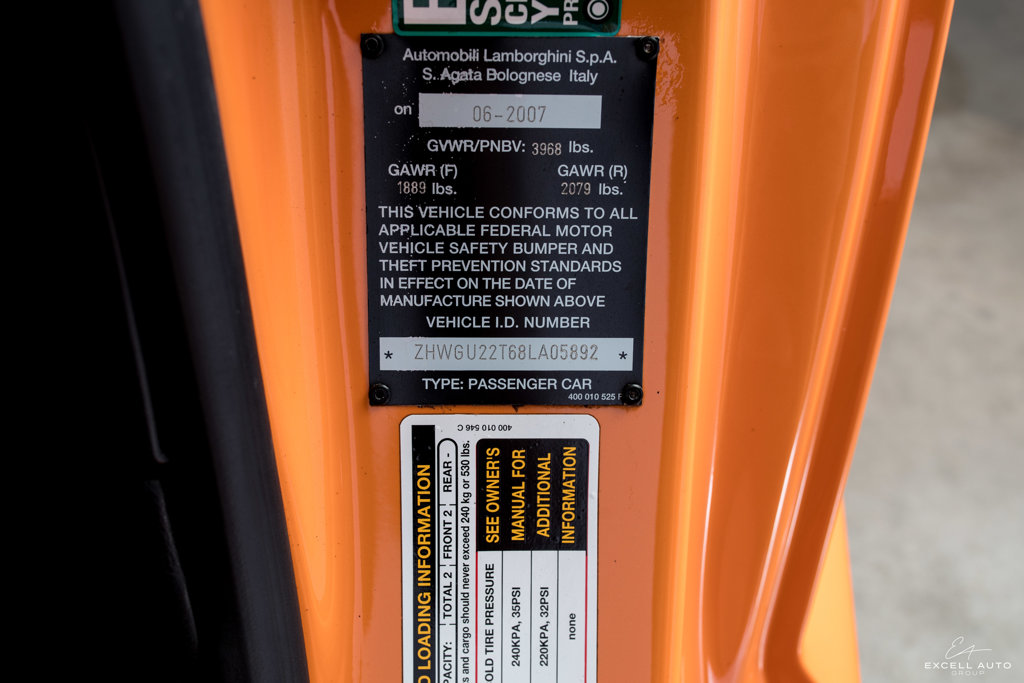 Automobili Lamborghini S.p.A.
S. Agata Bolognese Italy
on 06-2007
GVWR/PNBV: 3968 lbs.
GAWR (F) GAWR (R)
1889 lbs. 2079 lbs.
THIS VEHICLE CONFORMS TO ALL
APPLICABLE FEDERAL MOTOR
VEHICLE SAFETY BUMPER AND
THEFT PREVENTION STANDARDS
IN EFFECT ON THE DATE OF
MANUFACTURE SHOWN ABOVE
VEHICLE I.D. NUMBER
* ZHWGU22T68LA05892 *
TYPE: PASSENGER CAR
400 010 525
400 010 546 C
LOADING INFORMATION
TOTAL 2 FRONT 2 REAR -
and cargo should never exceed 240 kg or 530 lbs.
TIRE PRESSURE
SEE OWNER'S
MANUAL FOR
ADDITIONAL
INFORMATION
240KPA, 35PSI
220KPA, 32PSI
none
EXCELL AUTO
GROUP